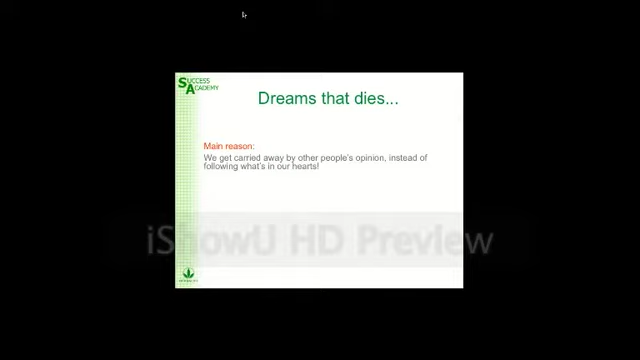 SUCCESS
ACADEMY
Dreams that dies...
Main reason:
We get carried away by other people's opinion, instead of
following what's in our hearts!
iShowU HD Preview